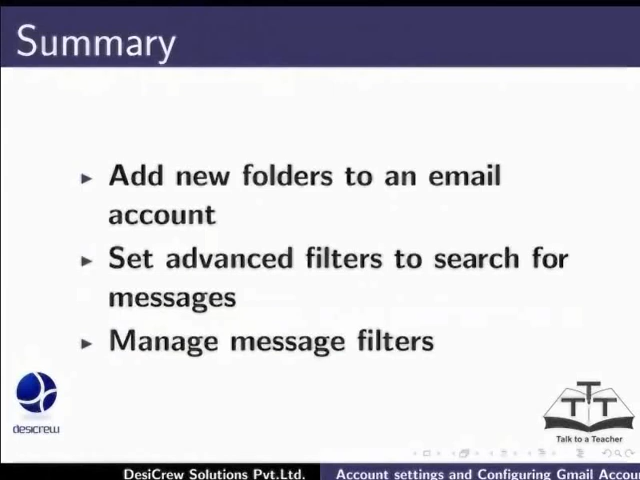 Summary
Add new folders to an email
account
Set advanced filters to search for
messages
Manage message filters
desicrew
TTT
Talk to a Teacher
DesiCrew Solutions Pvt.Ltd.
Account settings and Configuring Gmail Accou